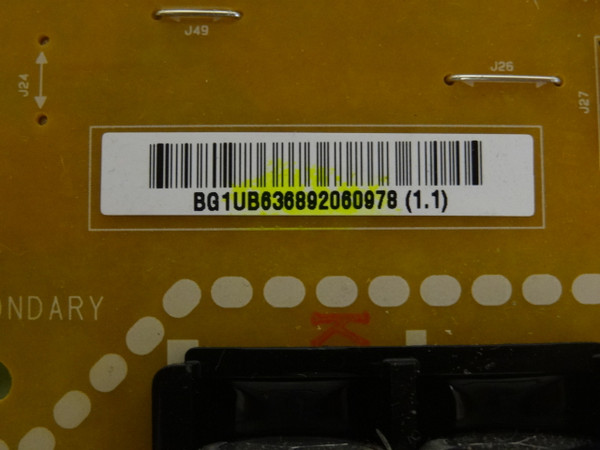 J49
J26
J24
J27
BG1UB636892060978 (1.1)
ONDARY
K